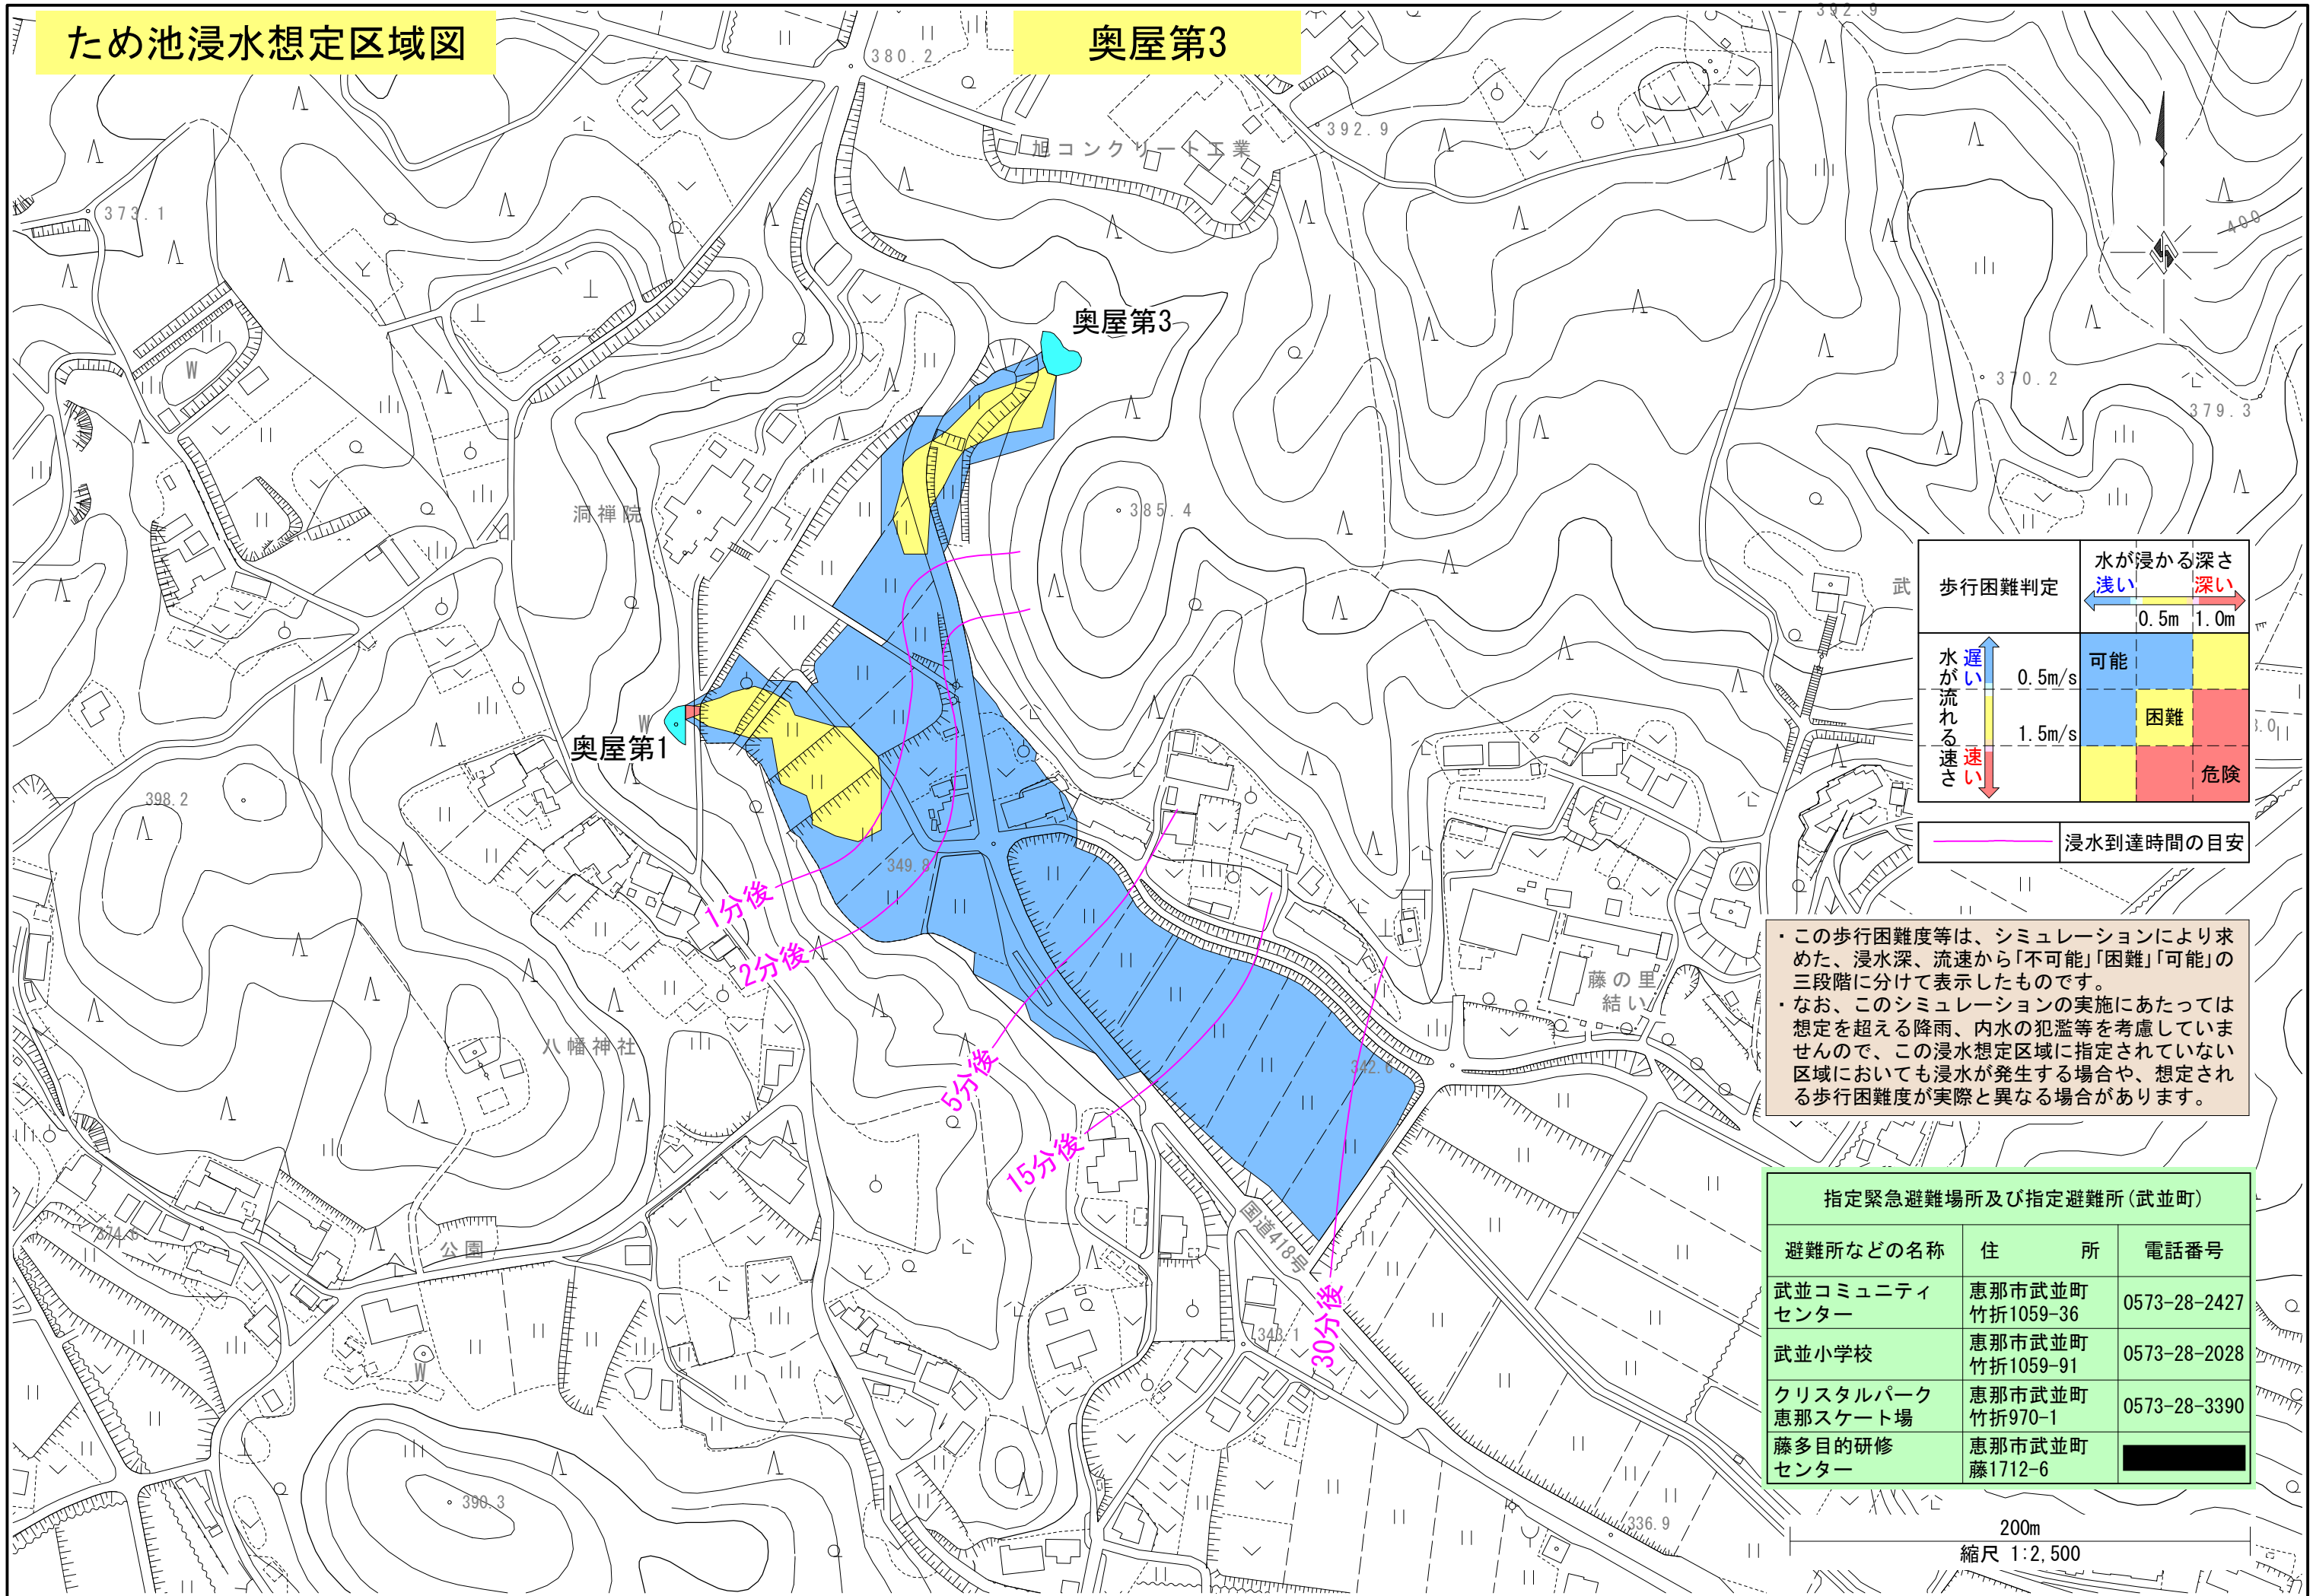 ため池浸水想定区域図
奥屋第3
392.9
380.2
392.9
旭コンクリート工業
373.1
400
奥屋第3
370.2
379.3
385.4
洞禅院
武
歩行困難判定
水が浸かる深さ
浅い 深い
0.5m 1.0m
水が流れる速さ
遅い
速い
0.5m/s
1.5m/s
可能
困難
危険
浸水到達時間の目安
W
W
奥屋第1
398.2
349.8
1分後
2分後
5分後
15分後
30分後
藤の里
結い
八幡神社
342.6
・この歩行困難度等は、シミュレーションにより求
めた、浸水深、流速から「不可能」「困難」「可能」の
三段階に分けて表示したものです。
・なお、このシミュレーションの実施にあたっては
想定を超える降雨、内水の氾濫等を考慮していま
せんので、この浸水想定区域に指定されていない
区域においても浸水が発生する場合や、想定され
る歩行困難度が実際と異なる場合があります。
374.6
公園
国道418号
343.1
W
390.3
336.9
指定緊急避難場所及び指定避難所(武並町)
避難所などの名称 住所 電話番号
武並コミュニティ
センター
恵那市武並町
竹折1059-36
0573-28-2427
武並小学校
恵那市武並町
竹折1059-91
0573-28-2028
クリスタルパーク
恵那スケート場
恵那市武並町
竹折970-1
0573-28-3390
藤多目的研修
センター
恵那市武並町
藤1712-6
200m
縮尺 1:2,500